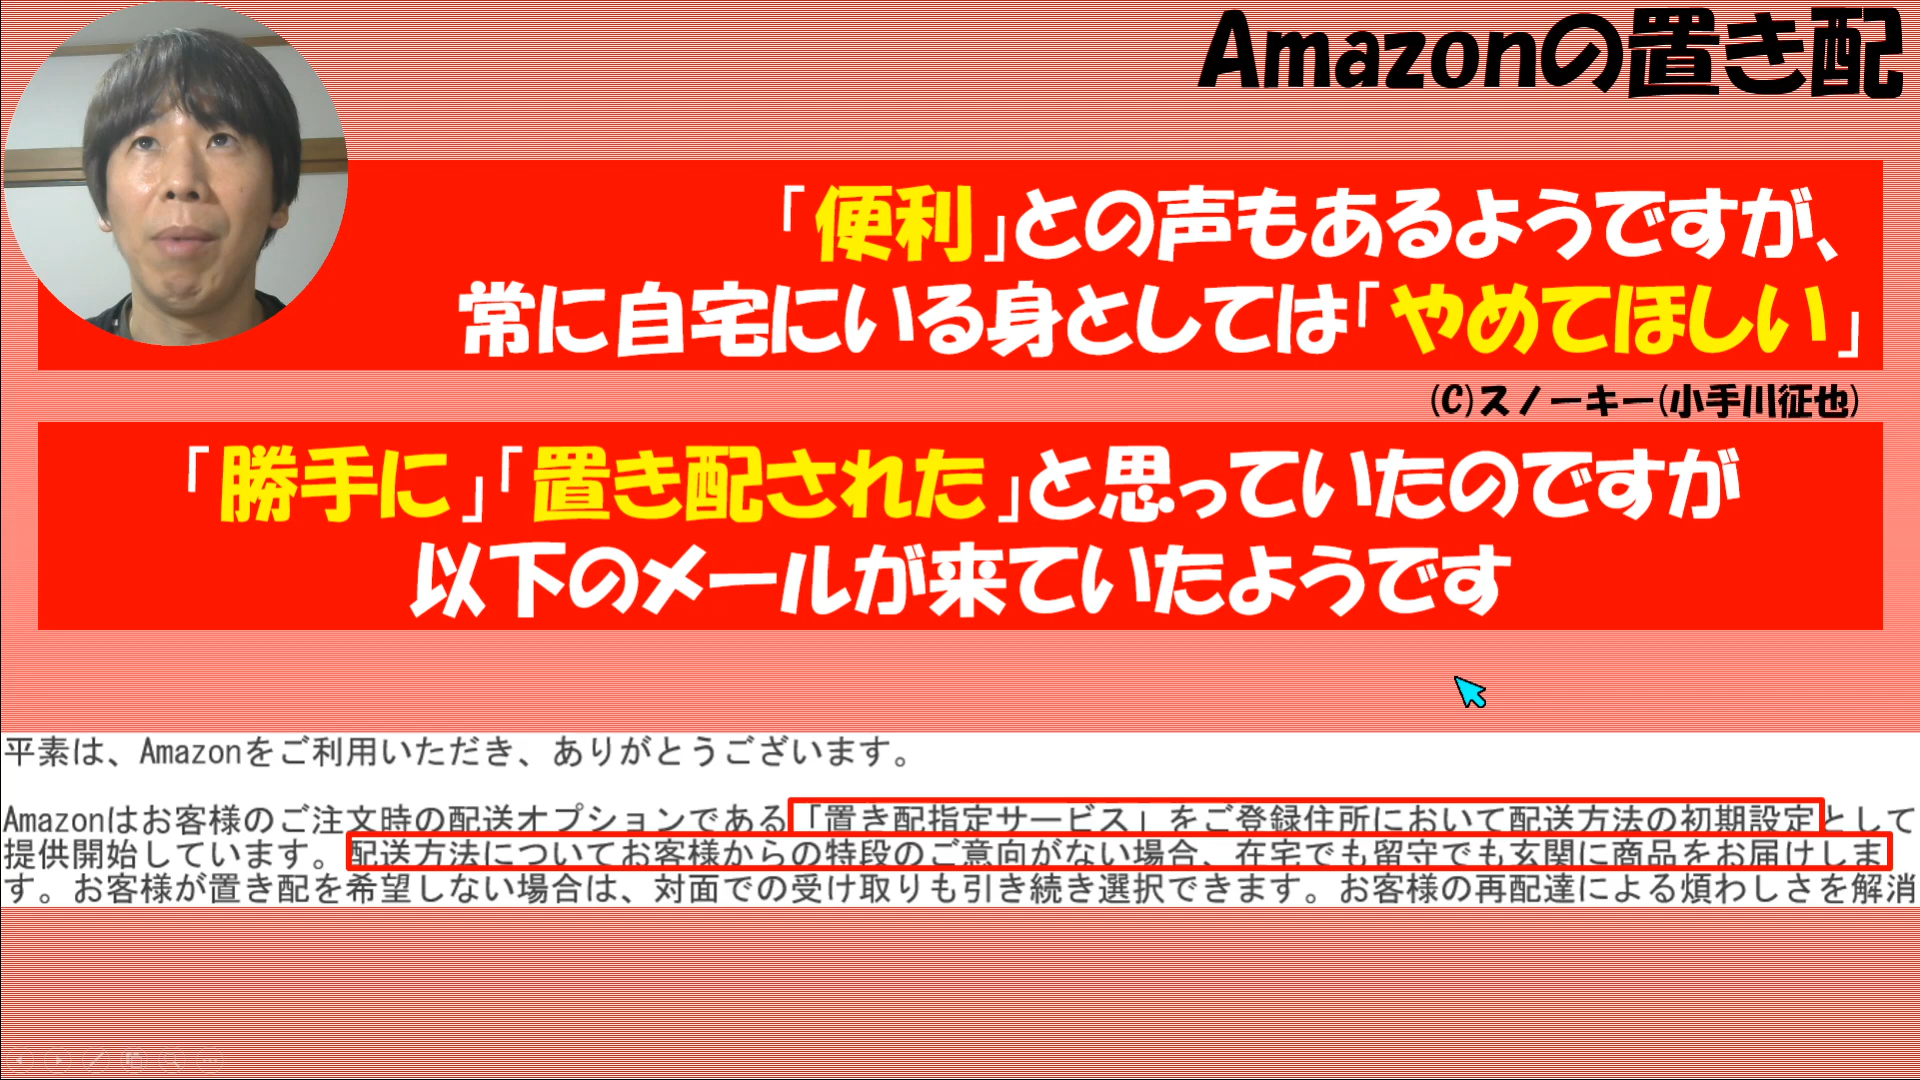 Amazonの置き配
「便利」との声もあるようですが、
常に自宅にいる身としては「やめてほしい」
(C)スノーキー(小手川征也)
「勝手に」「置き配された」と思っていたのですが
以下のメールが来ていたようです
平素は、Amazonをご利用いただき、ありがとうございます。
Amazonはお客様のご注文時の配送オプションである「置き配指定サービス」をご登録住所において配送方法の初期設定として
提供開始しています。配送方法についてお客様からの特段のご意向がない場合、在宅でも留守でも玄関に商品をお届けしま
す。お客様が置き配を希望しない場合は、対面での受け取りも引き続き選択できます。お客様の再配達による煩わしさを解消